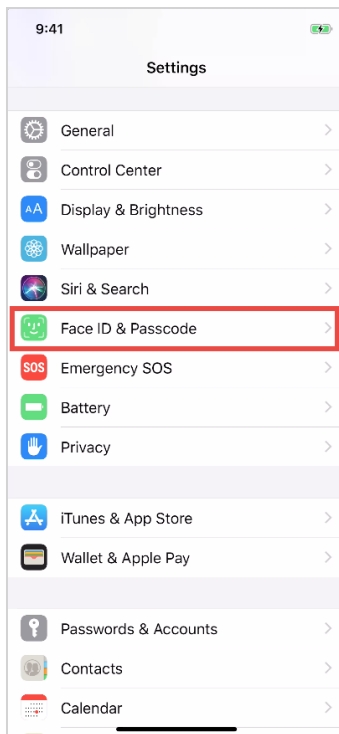 9:41
Settings
General
Control Center
AA Display & Brightness
Wallpaper
Siri & Search
Face ID & Passcode
SOS Emergency SOS
Battery
Privacy
iTunes & App Store
Wallet & Apple Pay
Passwords & Accounts
Contacts
Calendar